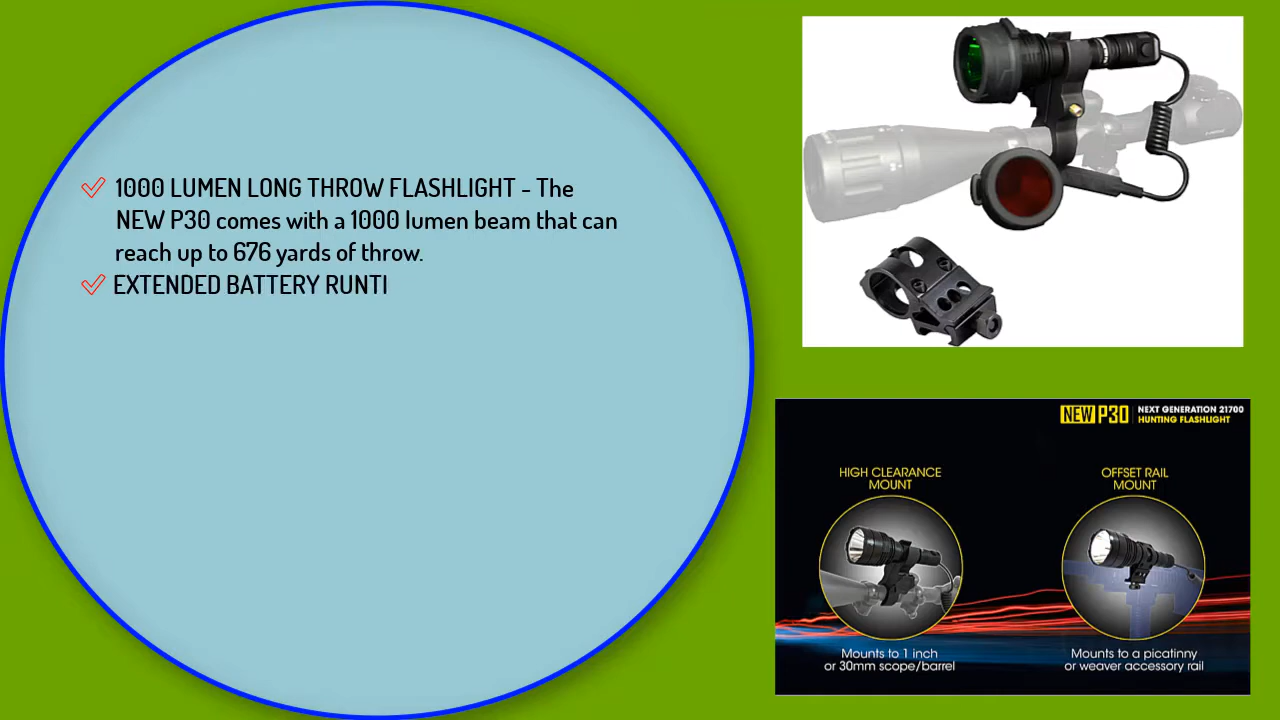 1000 LUMEN LONG THROW FLASHLIGHT - The
NEW P30 comes with a 1000 lumen beam that can
reach up to 676 yards of throw.
EXTENDED BATTERY RUNTI
NEW P30 NEXT GENERATION 21700
HUNTING FLASHLIGHT
HIGH CLEARANCE
MOUNT
OFFSET RAIL
MOUNT
Mounts to 1 inch
or 30mm scope/barrel
Mounts to a picatinny
or weaver accessory rail